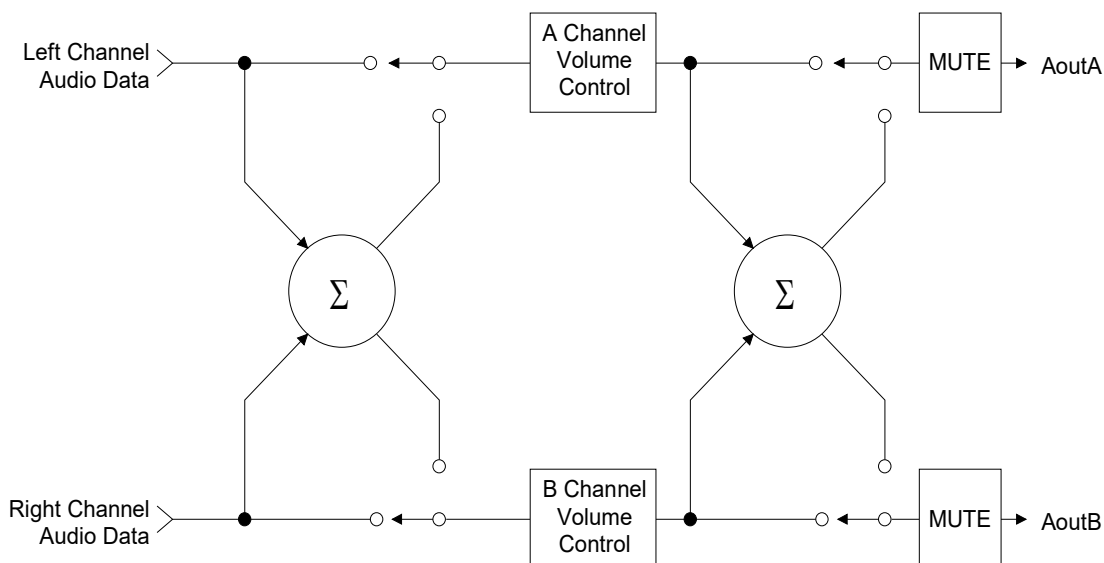 Left Channel
Audio Data
A Channel
Volume
Control
MUTE
AoutA
Σ
Σ
Right Channel
Audio Data
B Channel
Volume
Control
MUTE
AoutB